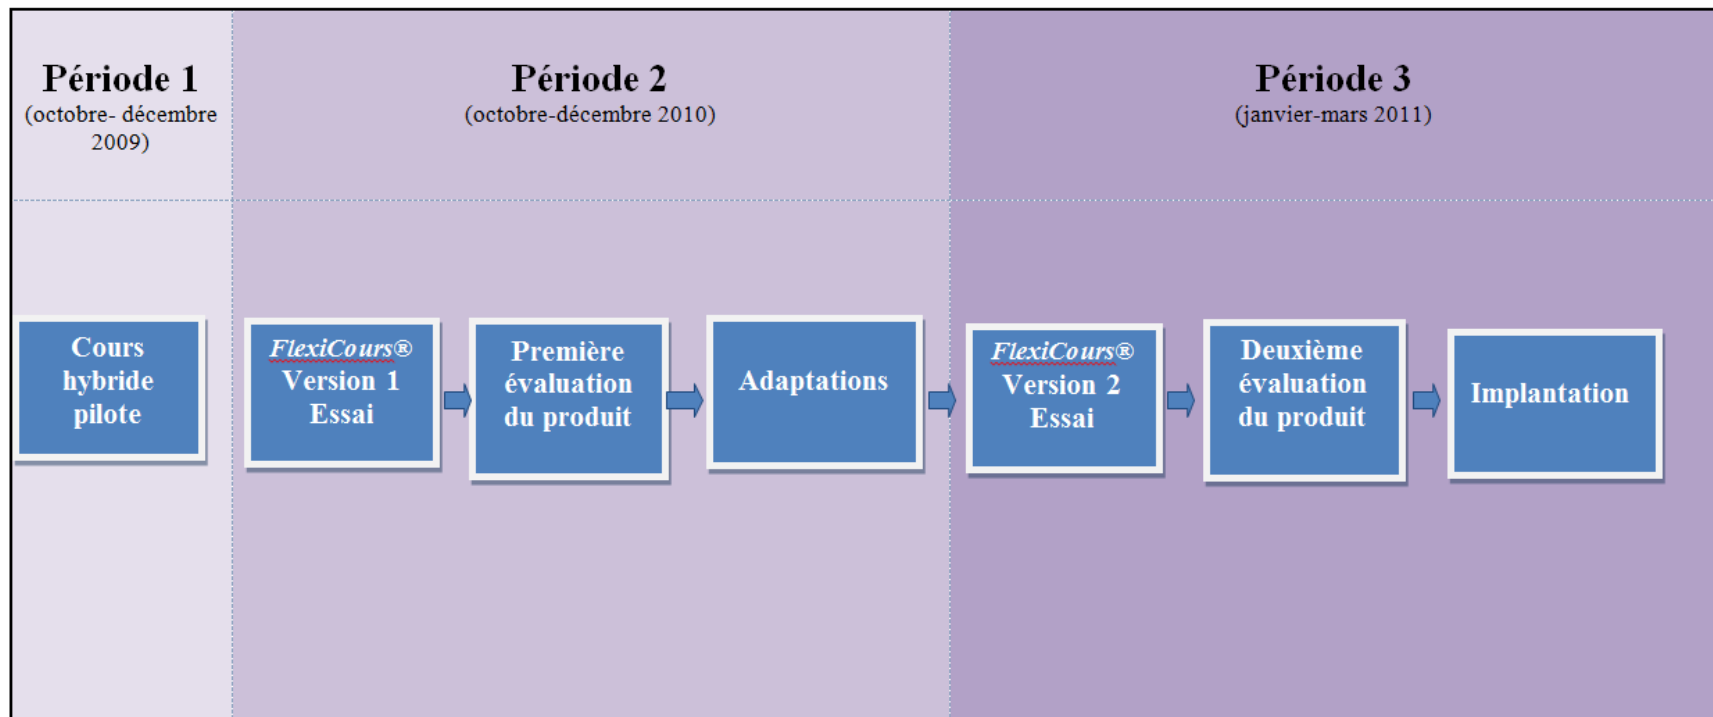 Période 1
(octobre- décembre
2009)
Période 2
(octobre-décembre 2010)
Période 3
(janvier-mars 2011)
Cours
hybride
pilote
FlexiCours®
Version 1
Essai
Première
évaluation
du produit
Adaptations
FlexiCours®
Version 2
Essai
Deuxième
évaluation
du produit
Implantation